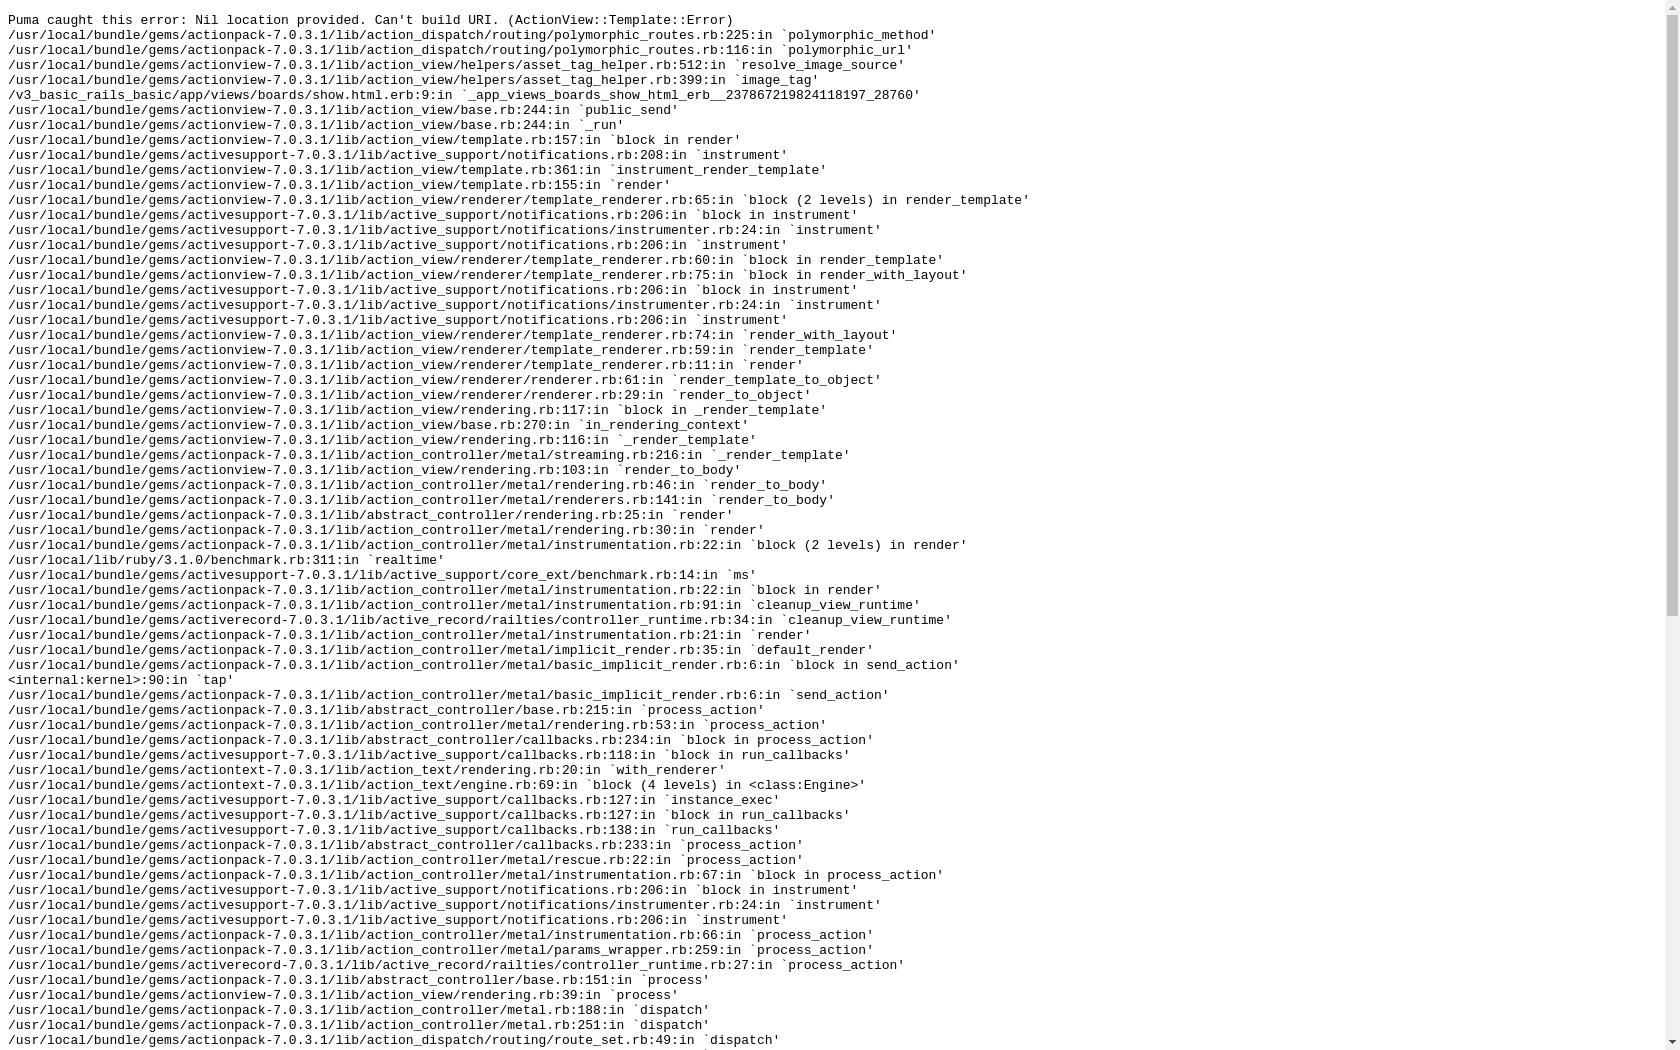 Puma caught this error: Nil location provided. Can't build URI. (ActionView::Template::Error)
/usr/local/bundle/gems/actionpack-7.0.3.1/lib/action_dispatch/routing/polymorphic_routes.rb:225:in `polymorphic_method'
/usr/local/bundle/gems/actionpack-7.0.3.1/lib/action_dispatch/routing/polymorphic_routes.rb:116:in `polymorphic_url'
/usr/local/bundle/gems/actionview-7.0.3.1/lib/action_view/helpers/asset_tag_helper.rb:512:in `resolve_image_source'
/usr/local/bundle/gems/actionview-7.0.3.1/lib/action_view/helpers/asset_tag_helper.rb:399:in `image_tag'
/v3_basic_rails_basic/app/views/boards/show.html.erb:9:in `_app_views_boards_show_html_erb__237867219824118197_28760'
/usr/local/bundle/gems/actionview-7.0.3.1/lib/action_view/base.rb:244:in `public_send'
/usr/local/bundle/gems/actionview-7.0.3.1/lib/action_view/base.rb:244:in `_run'
/usr/local/bundle/gems/actionview-7.0.3.1/lib/action_view/template.rb:157:in `block in render'
/usr/local/bundle/gems/activesupport-7.0.3.1/lib/active_support/notifications.rb:208:in `instrument'
/usr/local/bundle/gems/actionview-7.0.3.1/lib/action_view/template.rb:361:in `instrument_render_template'
/usr/local/bundle/gems/actionview-7.0.3.1/lib/action_view/template.rb:155:in `render'
/usr/local/bundle/gems/actionview-7.0.3.1/lib/action_view/renderer/template_renderer.rb:65:in `block (2 levels) in render_template'
/usr/local/bundle/gems/activesupport-7.0.3.1/lib/active_support/notifications.rb:206:in `block in instrument'
/usr/local/bundle/gems/activesupport-7.0.3.1/lib/active_support/notifications/instrumenter.rb:24:in `instrument'
/usr/local/bundle/gems/activesupport-7.0.3.1/lib/active_support/notifications.rb:206:in `instrument'
/usr/local/bundle/gems/actionview-7.0.3.1/lib/action_view/renderer/template_renderer.rb:60:in `block in render_template'
/usr/local/bundle/gems/actionview-7.0.3.1/lib/action_view/renderer/template_renderer.rb:75:in `block in render_with_layout'
/usr/local/bundle/gems/activesupport-7.0.3.1/lib/active_support/notifications.rb:206:in `block in instrument'
/usr/local/bundle/gems/activesupport-7.0.3.1/lib/active_support/notifications/instrumenter.rb:24:in `instrument'
/usr/local/bundle/gems/activesupport-7.0.3.1/lib/active_support/notifications.rb:206:in `instrument'
/usr/local/bundle/gems/actionview-7.0.3.1/lib/action_view/renderer/template_renderer.rb:74:in `render_with_layout'
/usr/local/bundle/gems/actionview-7.0.3.1/lib/action_view/renderer/template_renderer.rb:59:in `render_template'
/usr/local/bundle/gems/actionview-7.0.3.1/lib/action_view/renderer/template_renderer.rb:11:in `render'
/usr/local/bundle/gems/actionview-7.0.3.1/lib/action_view/renderer/renderer.rb:61:in `render_template_to_object'
/usr/local/bundle/gems/actionview-7.0.3.1/lib/action_view/renderer/renderer.rb:29:in `render_to_object'
/usr/local/bundle/gems/actionview-7.0.3.1/lib/action_view/rendering.rb:117:in `block in _render_template'
/usr/local/bundle/gems/actionview-7.0.3.1/lib/action_view/base.rb:270:in `in_rendering_context'
/usr/local/bundle/gems/actionview-7.0.3.1/lib/action_view/rendering.rb:116:in `_render_template'
/usr/local/bundle/gems/actionpack-7.0.3.1/lib/action_controller/metal/streaming.rb:216:in `_render_template'
/usr/local/bundle/gems/actionview-7.0.3.1/lib/action_view/rendering.rb:103:in `render_to_body'
/usr/local/bundle/gems/actionpack-7.0.3.1/lib/action_controller/metal/rendering.rb:46:in `render_to_body'
/usr/local/bundle/gems/actionpack-7.0.3.1/lib/action_controller/metal/renderers.rb:141:in `render_to_body'
/usr/local/bundle/gems/actionpack-7.0.3.1/lib/abstract_controller/rendering.rb:25:in `render'
/usr/local/bundle/gems/actionpack-7.0.3.1/lib/action_controller/metal/rendering.rb:30:in `render'
/usr/local/bundle/gems/actionpack-7.0.3.1/lib/action_controller/metal/instrumentation.rb:22:in `block (2 levels) in render'
/usr/local/lib/ruby/3.1.0/benchmark.rb:311:in `realtime'
/usr/local/bundle/gems/activesupport-7.0.3.1/lib/active_support/core_ext/benchmark.rb:14:in `ms'
/usr/local/bundle/gems/actionpack-7.0.3.1/lib/action_controller/metal/instrumentation.rb:22:in `block in render'
/usr/local/bundle/gems/actionpack-7.0.3.1/lib/action_controller/metal/instrumentation.rb:91:in `cleanup_view_runtime'
/usr/local/bundle/gems/activerecord-7.0.3.1/lib/active_record/railties/controller_runtime.rb:34:in `cleanup_view_runtime'
/usr/local/bundle/gems/actionpack-7.0.3.1/lib/action_controller/metal/instrumentation.rb:21:in `render'
/usr/local/bundle/gems/actionpack-7.0.3.1/lib/action_controller/metal/implicit_render.rb:35:in `default_render'
/usr/local/bundle/gems/actionpack-7.0.3.1/lib/action_controller/metal/basic_implicit_render.rb:6:in `block in send_action'
<internal:kernel>:90:in `tap'
/usr/local/bundle/gems/actionpack-7.0.3.1/lib/action_controller/metal/basic_implicit_render.rb:6:in `send_action'
/usr/local/bundle/gems/actionpack-7.0.3.1/lib/abstract_controller/base.rb:215:in `process_action'
/usr/local/bundle/gems/actionpack-7.0.3.1/lib/action_controller/metal/rendering.rb:53:in `process_action'
/usr/local/bundle/gems/actionpack-7.0.3.1/lib/abstract_controller/callbacks.rb:234:in `block in process_action'
/usr/local/bundle/gems/activesupport-7.0.3.1/lib/active_support/callbacks.rb:118:in `block in run_callbacks'
/usr/local/bundle/gems/actiontext-7.0.3.1/lib/action_text/rendering.rb:20:in `with_renderer'
/usr/local/bundle/gems/actiontext-7.0.3.1/lib/action_text/engine.rb:69:in `block (4 levels) in <class:Engine>'
/usr/local/bundle/gems/activesupport-7.0.3.1/lib/active_support/callbacks.rb:127:in `instance_exec'
/usr/local/bundle/gems/activesupport-7.0.3.1/lib/active_support/callbacks.rb:127:in `block in run_callbacks'
/usr/local/bundle/gems/activesupport-7.0.3.1/lib/active_support/callbacks.rb:138:in `run_callbacks'
/usr/local/bundle/gems/actionpack-7.0.3.1/lib/abstract_controller/callbacks.rb:233:in `process_action'
/usr/local/bundle/gems/actionpack-7.0.3.1/lib/action_controller/metal/rescue.rb:22:in `process_action'
/usr/local/bundle/gems/actionpack-7.0.3.1/lib/action_controller/metal/instrumentation.rb:67:in `block in process_action'
/usr/local/bundle/gems/activesupport-7.0.3.1/lib/active_support/notifications.rb:206:in `block in instrument'
/usr/local/bundle/gems/activesupport-7.0.3.1/lib/active_support/notifications/instrumenter.rb:24:in `instrument'
/usr/local/bundle/gems/activesupport-7.0.3.1/lib/active_support/notifications.rb:206:in `instrument'
/usr/local/bundle/gems/actionpack-7.0.3.1/lib/action_controller/metal/instrumentation.rb:66:in `process_action'
/usr/local/bundle/gems/actionpack-7.0.3.1/lib/action_controller/metal/params_wrapper.rb:259:in `process_action'
/usr/local/bundle/gems/activerecord-7.0.3.1/lib/active_record/railties/controller_runtime.rb:27:in `process_action'
/usr/local/bundle/gems/actionpack-7.0.3.1/lib/abstract_controller/base.rb:151:in `process'
/usr/local/bundle/gems/actionview-7.0.3.1/lib/action_view/rendering.rb:39:in `process'
/usr/local/bundle/gems/actionpack-7.0.3.1/lib/action_controller/metal.rb:188:in `dispatch'
/usr/local/bundle/gems/actionpack-7.0.3.1/lib/action_controller/metal.rb:251:in `dispatch'
/usr/local/bundle/gems/actionpack-7.0.3.1/lib/action_dispatch/routing/route_set.rb:49:in `dispatch'